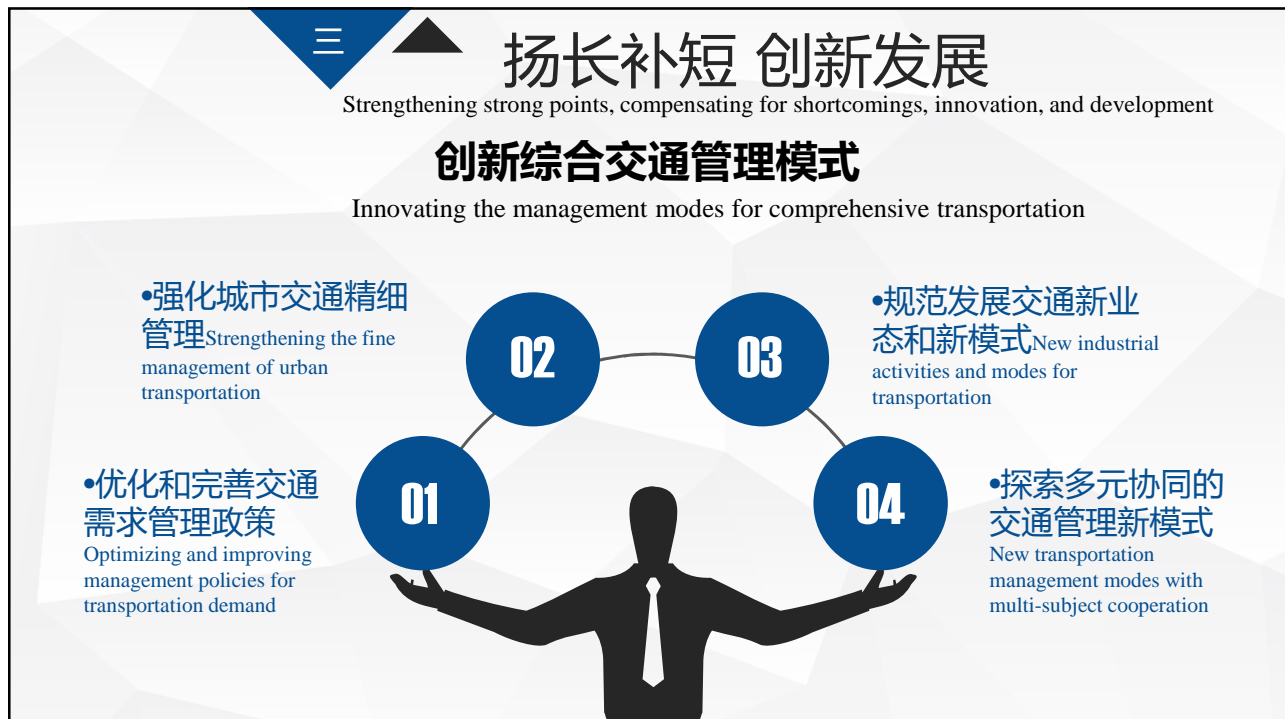 三
扬长补短 创新发展
Strengthening strong points, compensating for shortcomings, innovation, and development
创新综合交通管理模式
Innovating the management modes for comprehensive transportation
•强化城市交通精细
管理Strengthening the fine
management of urban
transportation
02
03
•规范发展交通新业
态和新模式New industrial
activities and modes for
transportation
•优化和完善交通
需求管理政策
Optimizing and improving
management policies for
transportation demand
01
04
•探索多元协同的
交通管理新模式
New transportation
management modes with
multi-subject cooperation